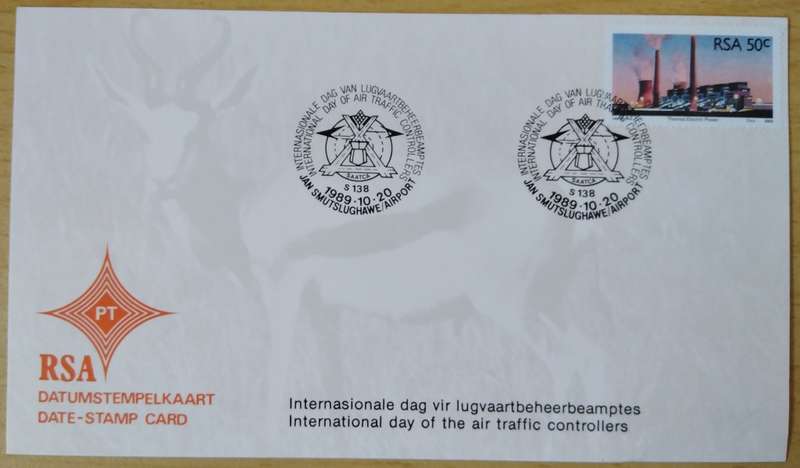 RSA 50c
Thermal Electric Power
INTERNASIONALE DAG VAN LUGVAARTBEHEERBEAMPTES
INTERNATIONAL DAY OF AIR TRAFFIC CONTROLLERS
SAATCA
S 138
1989·10·20
JAN SMUTSLUGHAWE/AIRPORT
INTERNASIONALE DAG VAN LUGVAARTBEHEERBEAMPTES
INTERNATIONAL DAY OF AIR TRAFFIC CONTROLLERS
SAATCA
S 138
1989·10·20
JAN SMUTSLUGHAWE/AIRPORT
PT
RSA
DATUMSTEMPELKAART
DATE-STAMP CARD
Internasionale dag vir lugvaartbeheerbeamptes
International day of the air traffic controllers